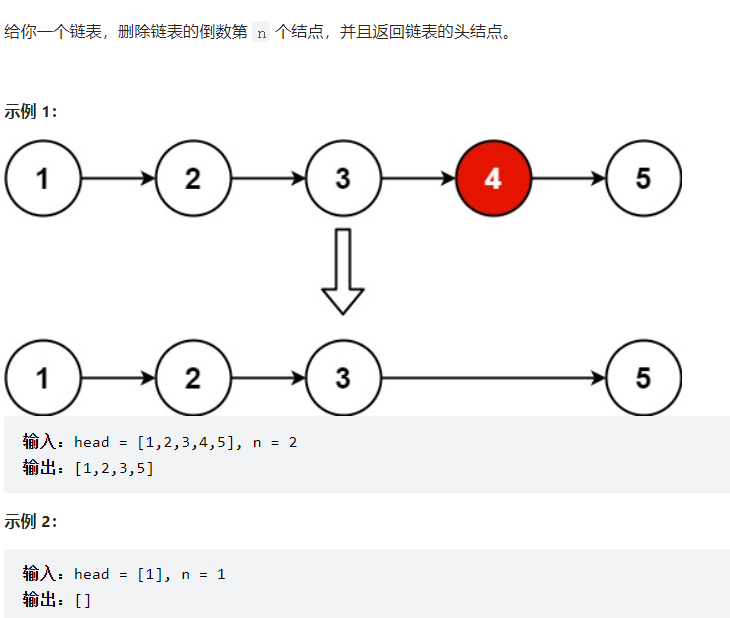 给你一个链表，删除链表的倒数第 n 个结点，并且返回链表的头结点。
示例 1：
1 2 3 4 5
1 2 3 5
输入：head = [1,2,3,4,5], n = 2
输出：[1,2,3,5]
示例 2：
输入：head = [1], n = 1
输出：[]